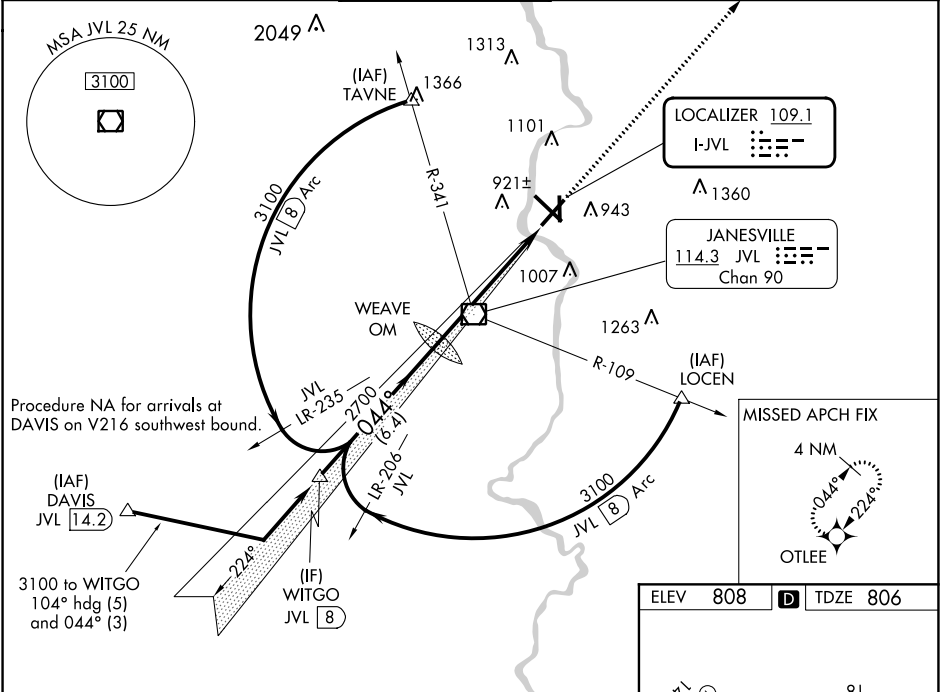 MSA JVL 25 NM
3100
2049
1313
(IAF)
TAVNE
1366
1101
LOCALIZER 109.1
I-JVL
921±
943
1360
R-341
3100
JVL 8 Arc
JANESVILLE
114.3 JVL
Chan 90
1007
WEAVE
OM
1263
R-109
(IAF)
LOCEN
JVL
LR-235
2700
044°
(6.4)
Procedure NA for arrivals at
DAVIS on V216 southwest bound.
LR-206
JVL
3100
JVL 8 Arc
(IAF)
DAVIS
JVL 14.2
224°
3100 to WITGO
104° hdg (5)
and 044° (3)
(IF)
WITGO
JVL 8
MISSED APCH FIX
4 NM
044°
224°
OTLEE
ELEV 808 D TDZE 806